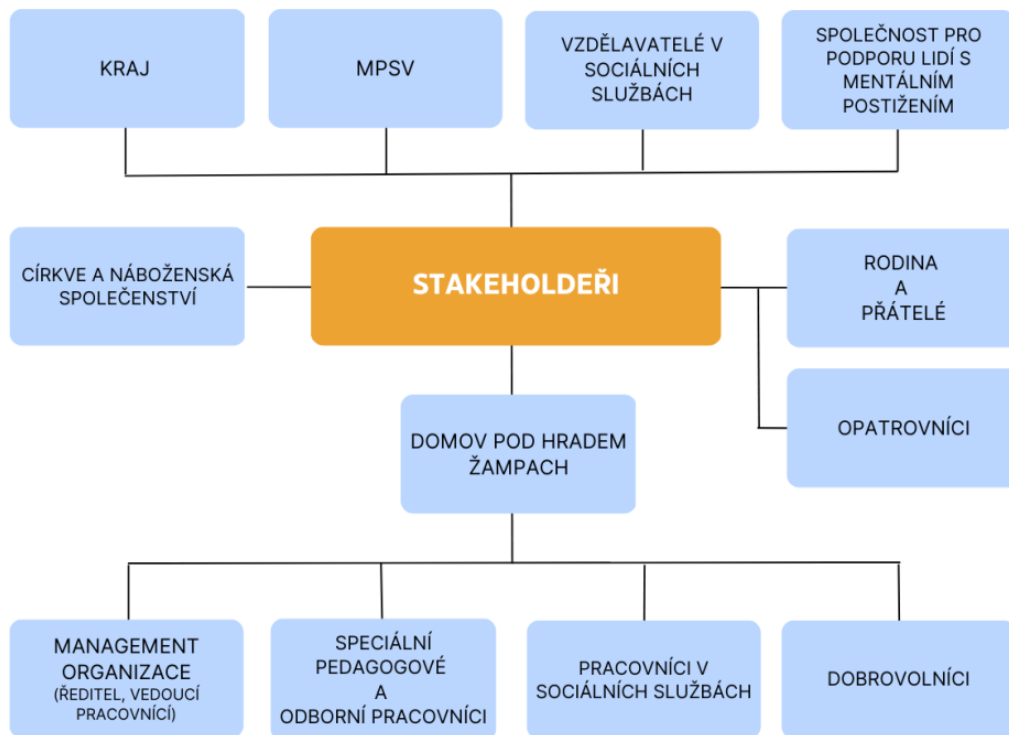 KRAJ
MPSV
VZDĚLAVATELÉ V
SOCIÁLNÍCH
SLUŽBÁCH
SPOLEČNOST PRO
PODPORU LIDÍ S
MENTÁLNÍM
POSTIŽENÍM
CÍRKVE A NÁBOŽENSKÁ
SPOLEČENSTVÍ
STAKEHOLDEŘI
RODINA
A
PŘÁTELÉ
OPATROVNÍCI
DOMOV POD HRADEM
ŽAMPACH
MANAGEMENT
ORGANIZACE
(ŘEDITEL, VEDOUCÍ
PRACOVNÍCÍ)
SPECIÁLNÍ
PEDAGOGOVÉ
A
ODBORNÍ PRACOVNÍCI
PRACOVNÍCI V
SOCIÁLNÍCH SLUŽBÁCH
DOBROVOLNÍCI